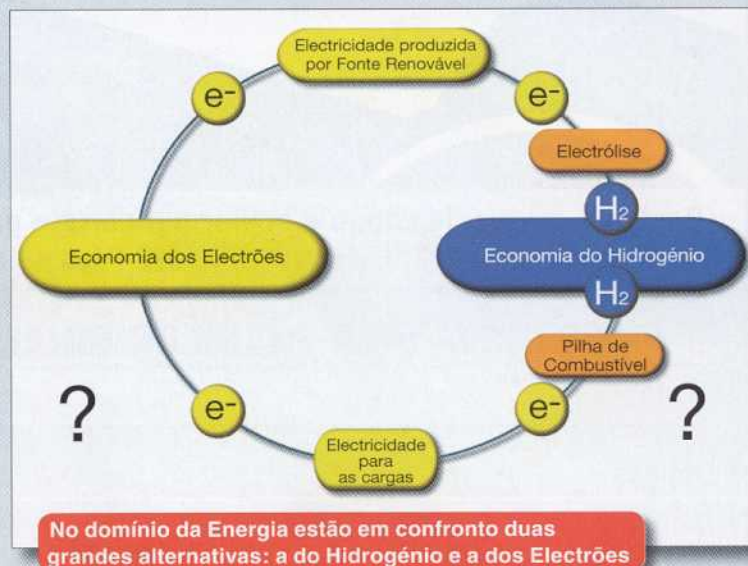 Electricidade produzida
por Fonte Renovável
e-
e-
Electrólise
H2
Economia dos Electrões
Economia do Hidrogénio
H2
Pilha de
Combustível
?
?
e-
e-
Electricidade
para
as cargas
No domínio da Energia estão em confronto duas
grandes alternativas: a do Hidrogénio e a dos Electrões